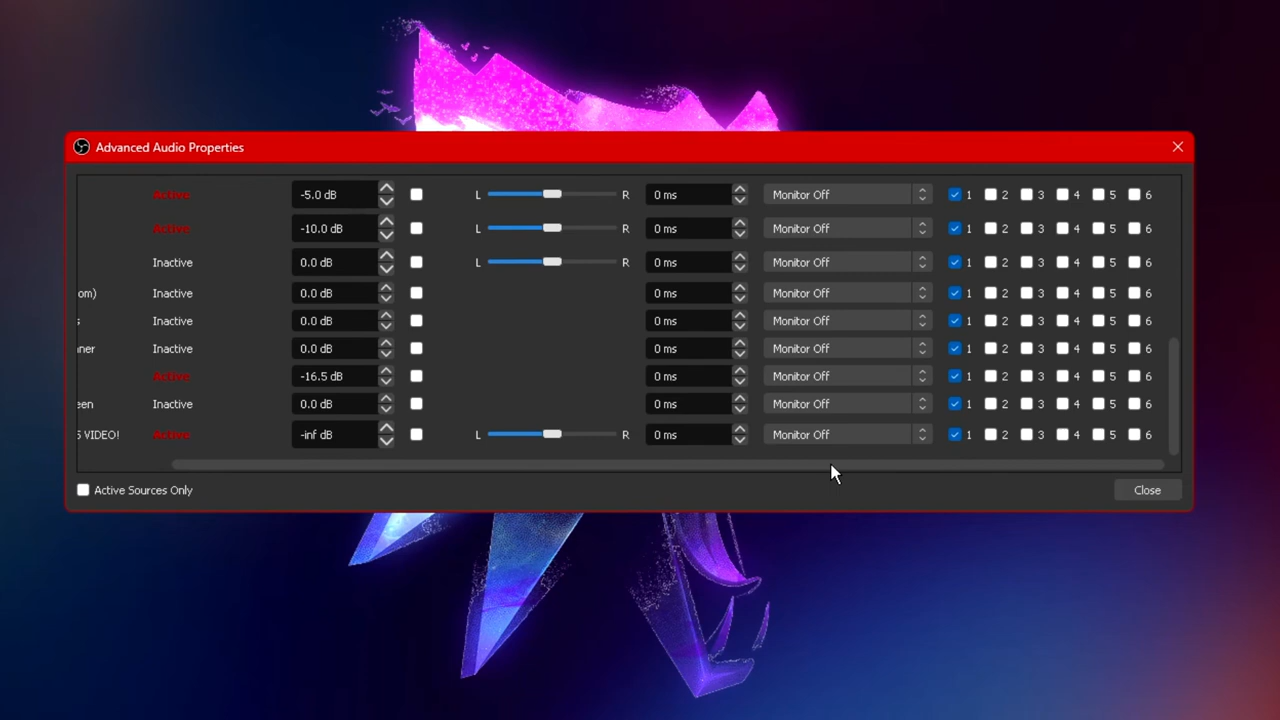 Advanced Audio Properties
Active -5.0 dB L R 0 ms Monitor Off 1 2 3 4 5 6
Active -10.0 dB L R 0 ms Monitor Off 1 2 3 4 5 6
Inactive 0.0 dB L R 0 ms Monitor Off 1 2 3 4 5 6
om) Inactive 0.0 dB 0 ms Monitor Off 1 2 3 4 5 6
s Inactive 0.0 dB 0 ms Monitor Off 1 2 3 4 5 6
ner Inactive 0.0 dB 0 ms Monitor Off 1 2 3 4 5 6
Active -16.5 dB 0 ms Monitor Off 1 2 3 4 5 6
een Inactive 0.0 dB 0 ms Monitor Off 1 2 3 4 5 6
VIDEO! Active -inf dB L R 0 ms Monitor Off 1 2 3 4 5 6
Active Sources Only Close